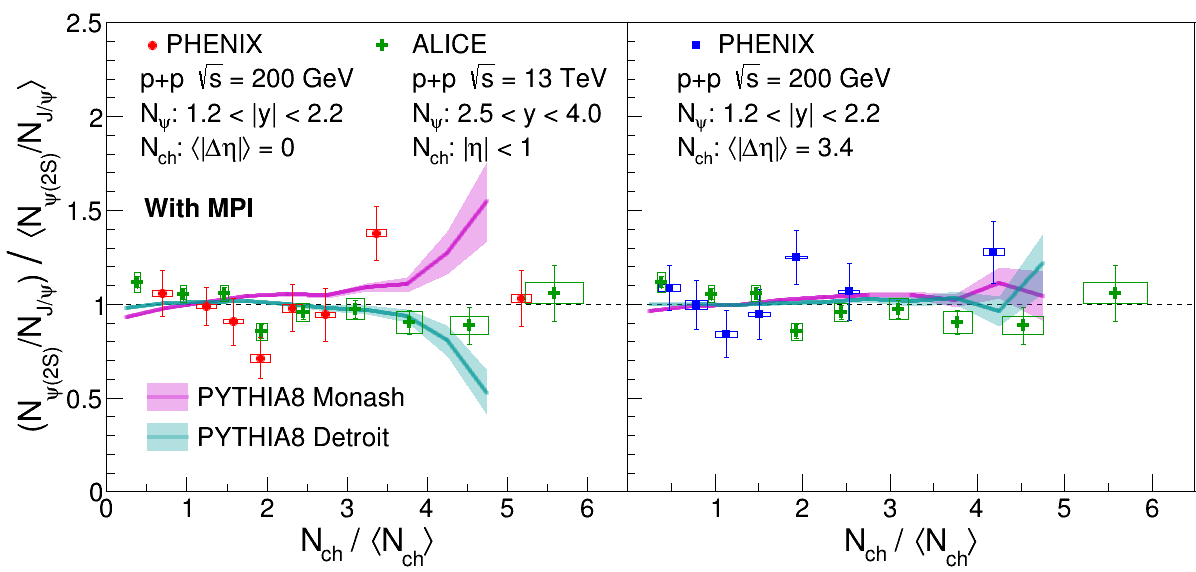 (N_ψ(2S)/N_J/ψ) / ⟨N_ψ(2S)/N_J/ψ⟩
2.5
2
1.5
1
0.5
0
PHENIX
p+p √s = 200 GeV
N_ψ: 1.2 < |y| < 2.2
N_ch: ⟨|Δη|⟩ = 0
ALICE
p+p √s = 13 TeV
N_ψ: 2.5 < y < 4.0
N_ch: |η| < 1
With MPI
PYTHIA8 Monash
PYTHIA8 Detroit
0 1 2 3 4 5 6
N_ch / ⟨N_ch⟩
PHENIX
p+p √s = 200 GeV
N_ψ: 1.2 < |y| < 2.2
N_ch: ⟨|Δη|⟩ = 3.4
1 2 3 4 5 6
N_ch / ⟨N_ch⟩